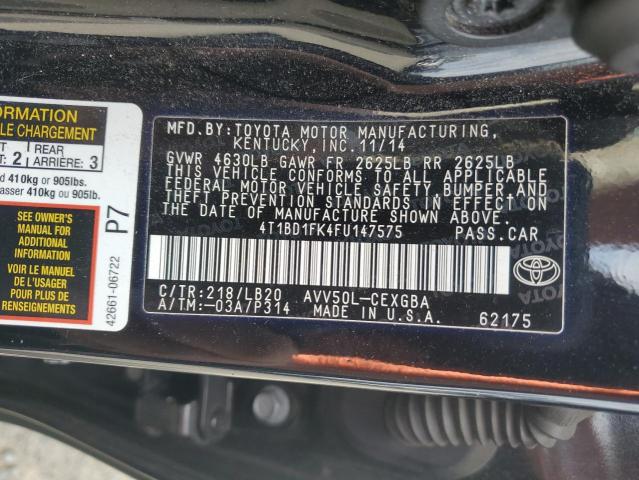 ORMATION
LE CHARGEMENT
REAR
ARRIÈRE: 3
T: 2
d 410kg or 905lbs.
asser 410kg ou 905lb.
SEE OWNER'S
MANUAL FOR
ADDITIONAL
INFORMATION
VOIR LE MANUEL
DE L'USAGER
POUR PLUS DE
RENSEIGNEMENTS
P7
42661-06722
MFD. BY: TOYOTA MOTOR MANUFACTURING,
KENTUCKY, INC. 11/14
GVWR 4630LB GAWR FR 2625LB RR 2625LB
THIS VEHICLE CONFORMS TO ALL APPLICABLE
FEDERAL MOTOR VEHICLE SAFETY, BUMPER, AND
THEFT PREVENTION STANDARDS IN EFFECT ON
THE DATE OF MANUFACTURE SHOWN ABOVE.
4T1BD1FK4FU147575 PASS. CAR
C/TR: 218/LB20 AVV50L-CEXGBA
A/TM: -03A/P314 MADE IN U.S.A. 62175
TOYOTA